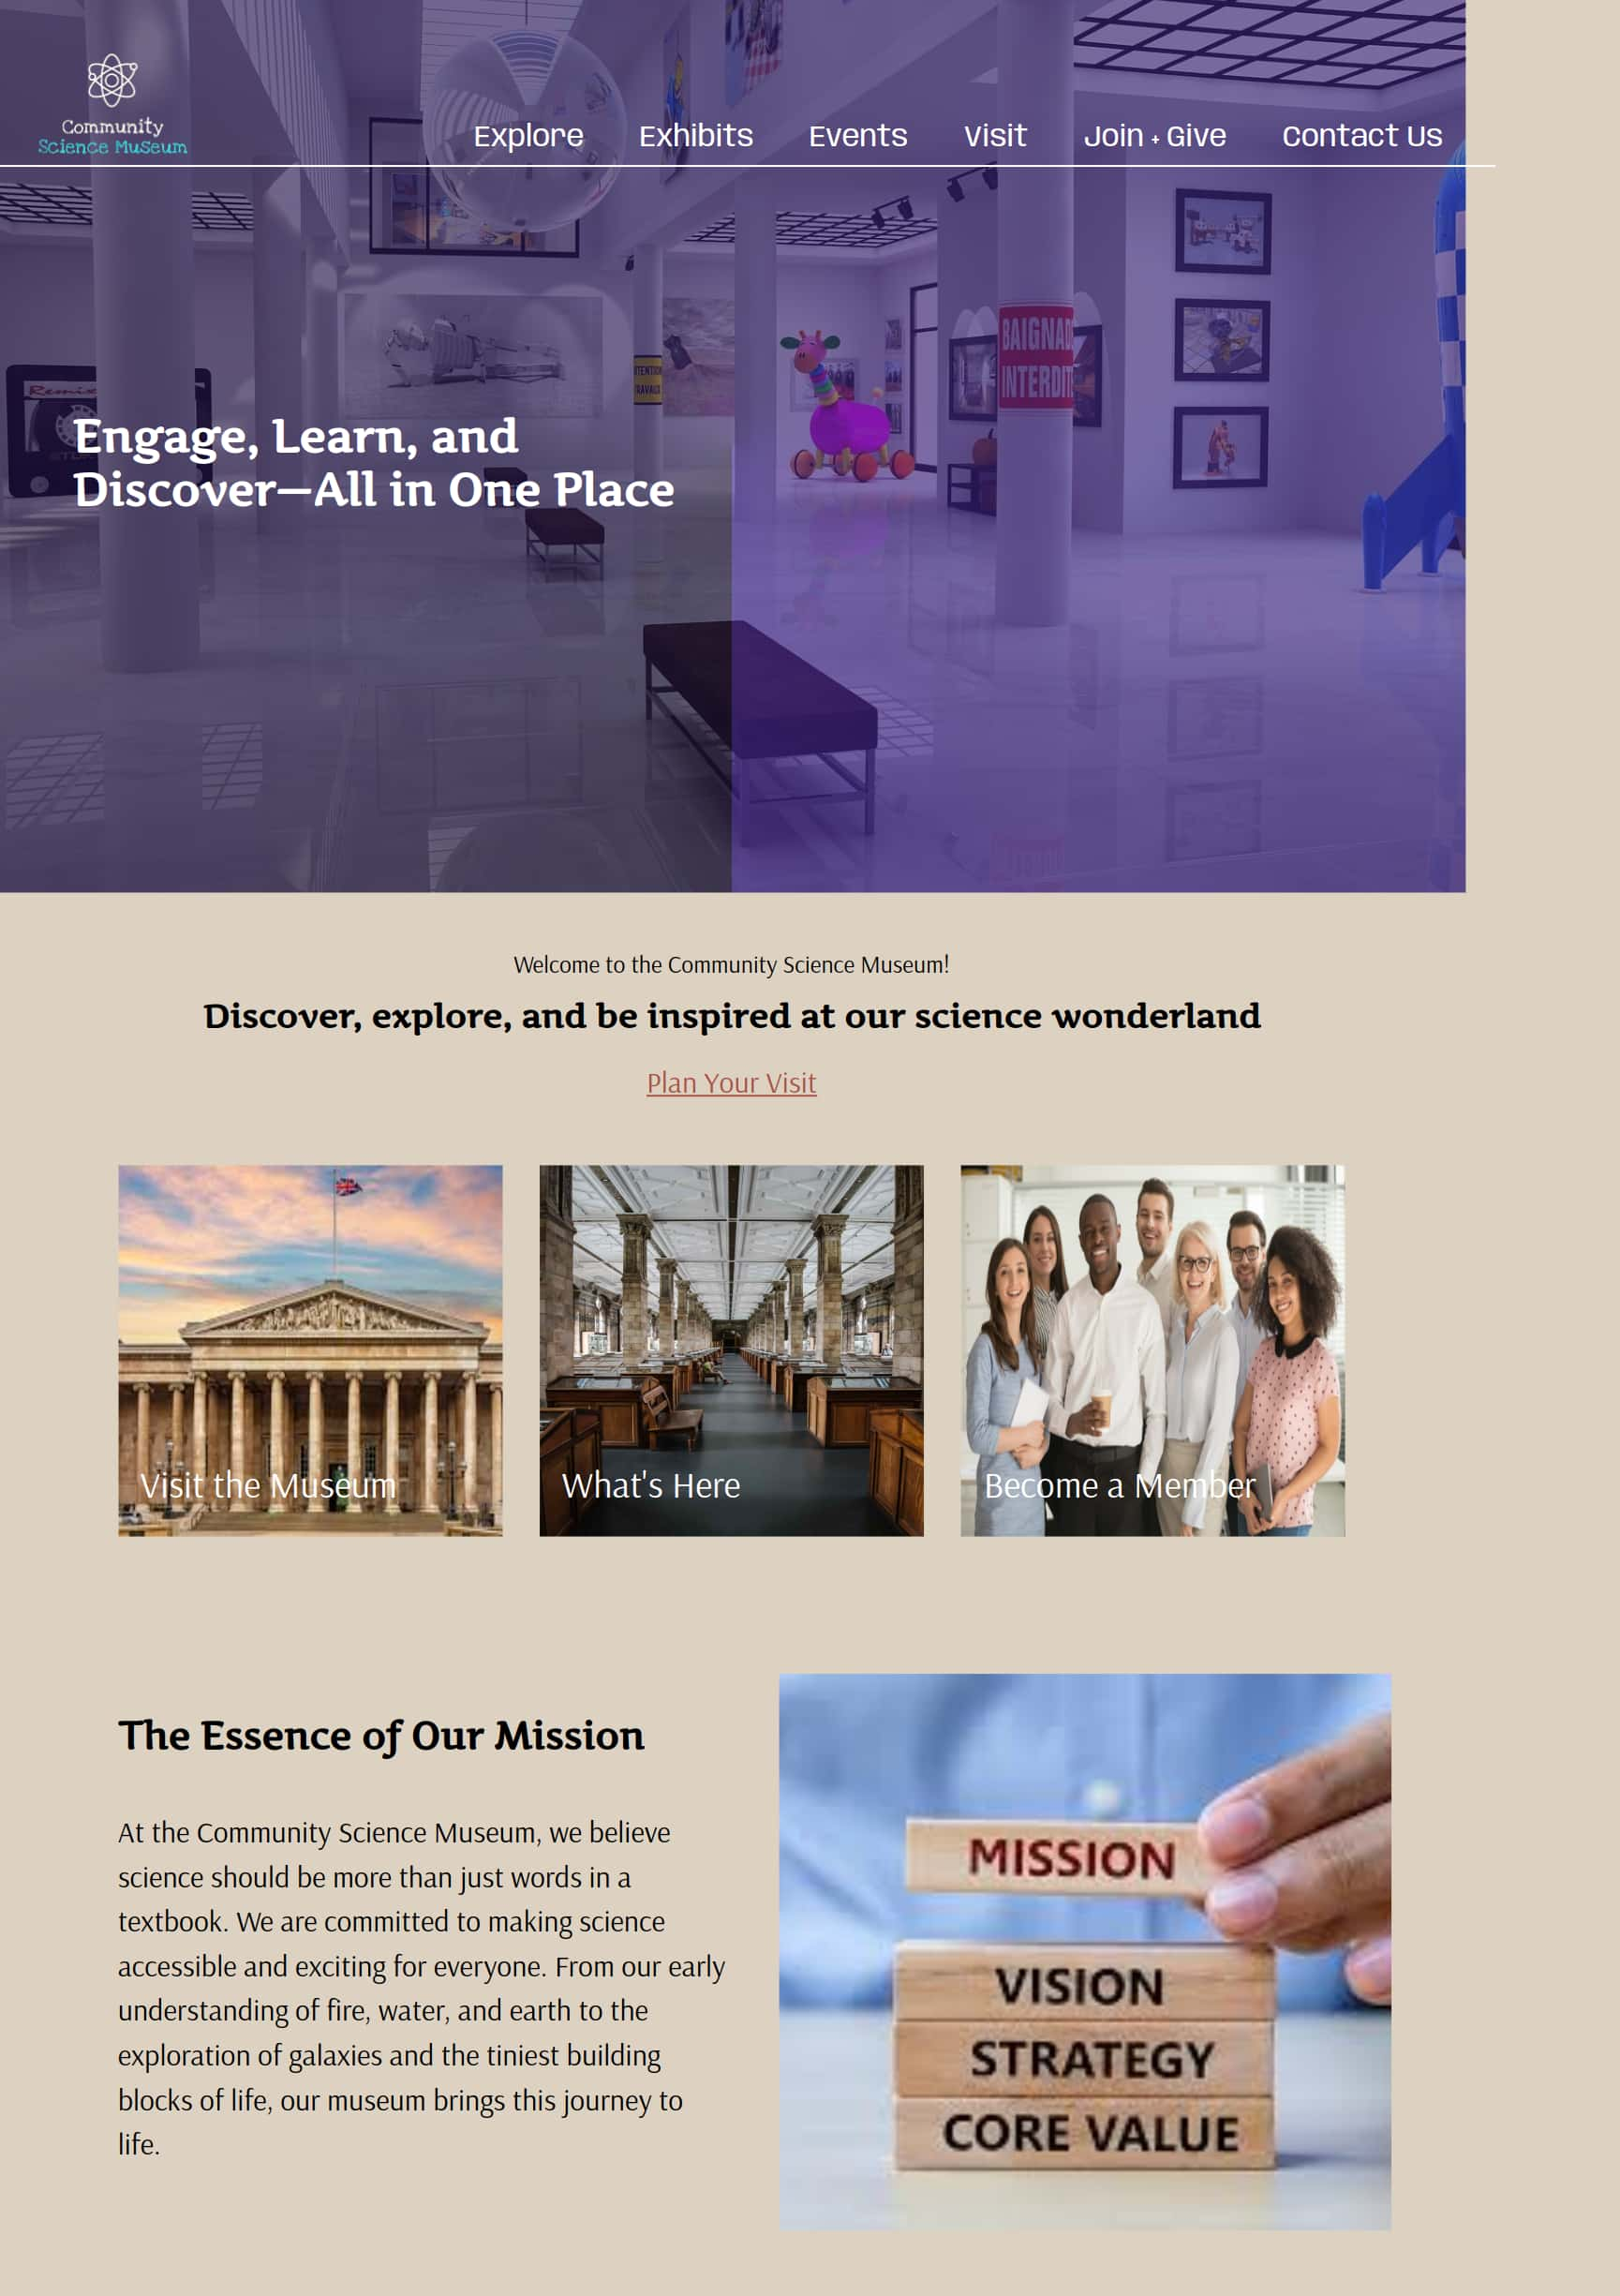 Community
Science Museum
Explore Exhibits Events Visit Join + Give Contact Us
Remix
BAIGNAD
INTERDIT
Engage, Learn, and
Discover—All in One Place
Welcome to the Community Science Museum!
Discover, explore, and be inspired at our science wonderland
Plan Your Visit
Visit the Museum
What's Here
Become a Member
The Essence of Our Mission
At the Community Science Museum, we believe
science should be more than just words in a
textbook. We are committed to making science
accessible and exciting for everyone. From our early
understanding of fire, water, and earth to the
exploration of galaxies and the tiniest building
blocks of life, our museum brings this journey to
life.
MISSION
VISION
STRATEGY
CORE VALUE